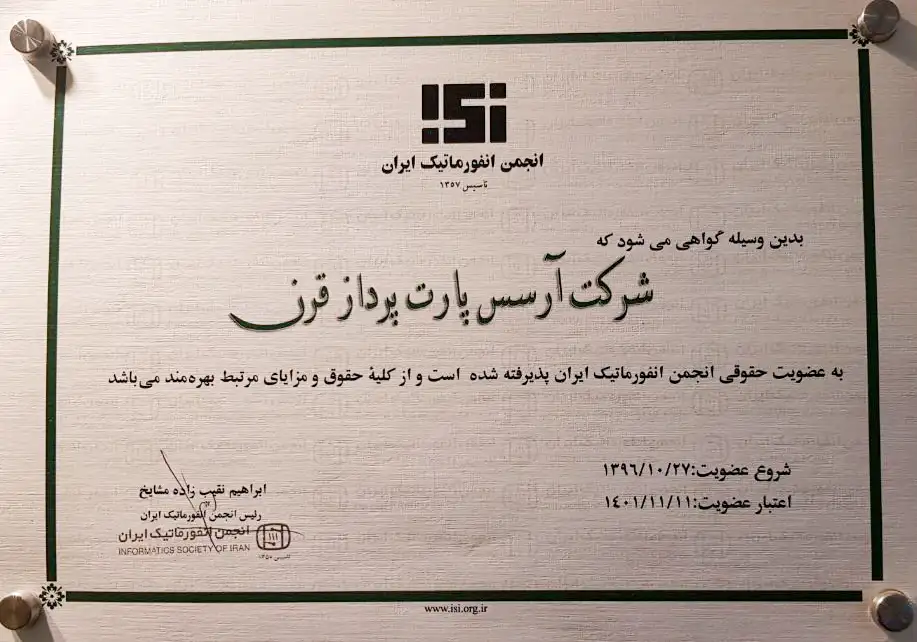 isi
انجمن انفورماتیک ایران
تاسیس ۱۳۵۷
بدین وسیله گواهی می شود که
شرکت آرسس پارت پرداز قرن
به عضویت حقوقی انجمن انفورماتیک ایران پذیرفته شده است و از کلیهٔ حقوق و مزایای مرتبط بهره‌مند می‌باشد
شروع عضویت:۱۳۹۶/۱۰/۲۷
اعتبار عضویت:۱۴۰۱/۱۱/۱۱
ابراهیم نقیب زاده مشایخ
رئیس انجمن انفورماتیک ایران
انجمن انفورماتیک ایران
INFORMATICS SOCIETY OF IRAN
www.isi.org.ir